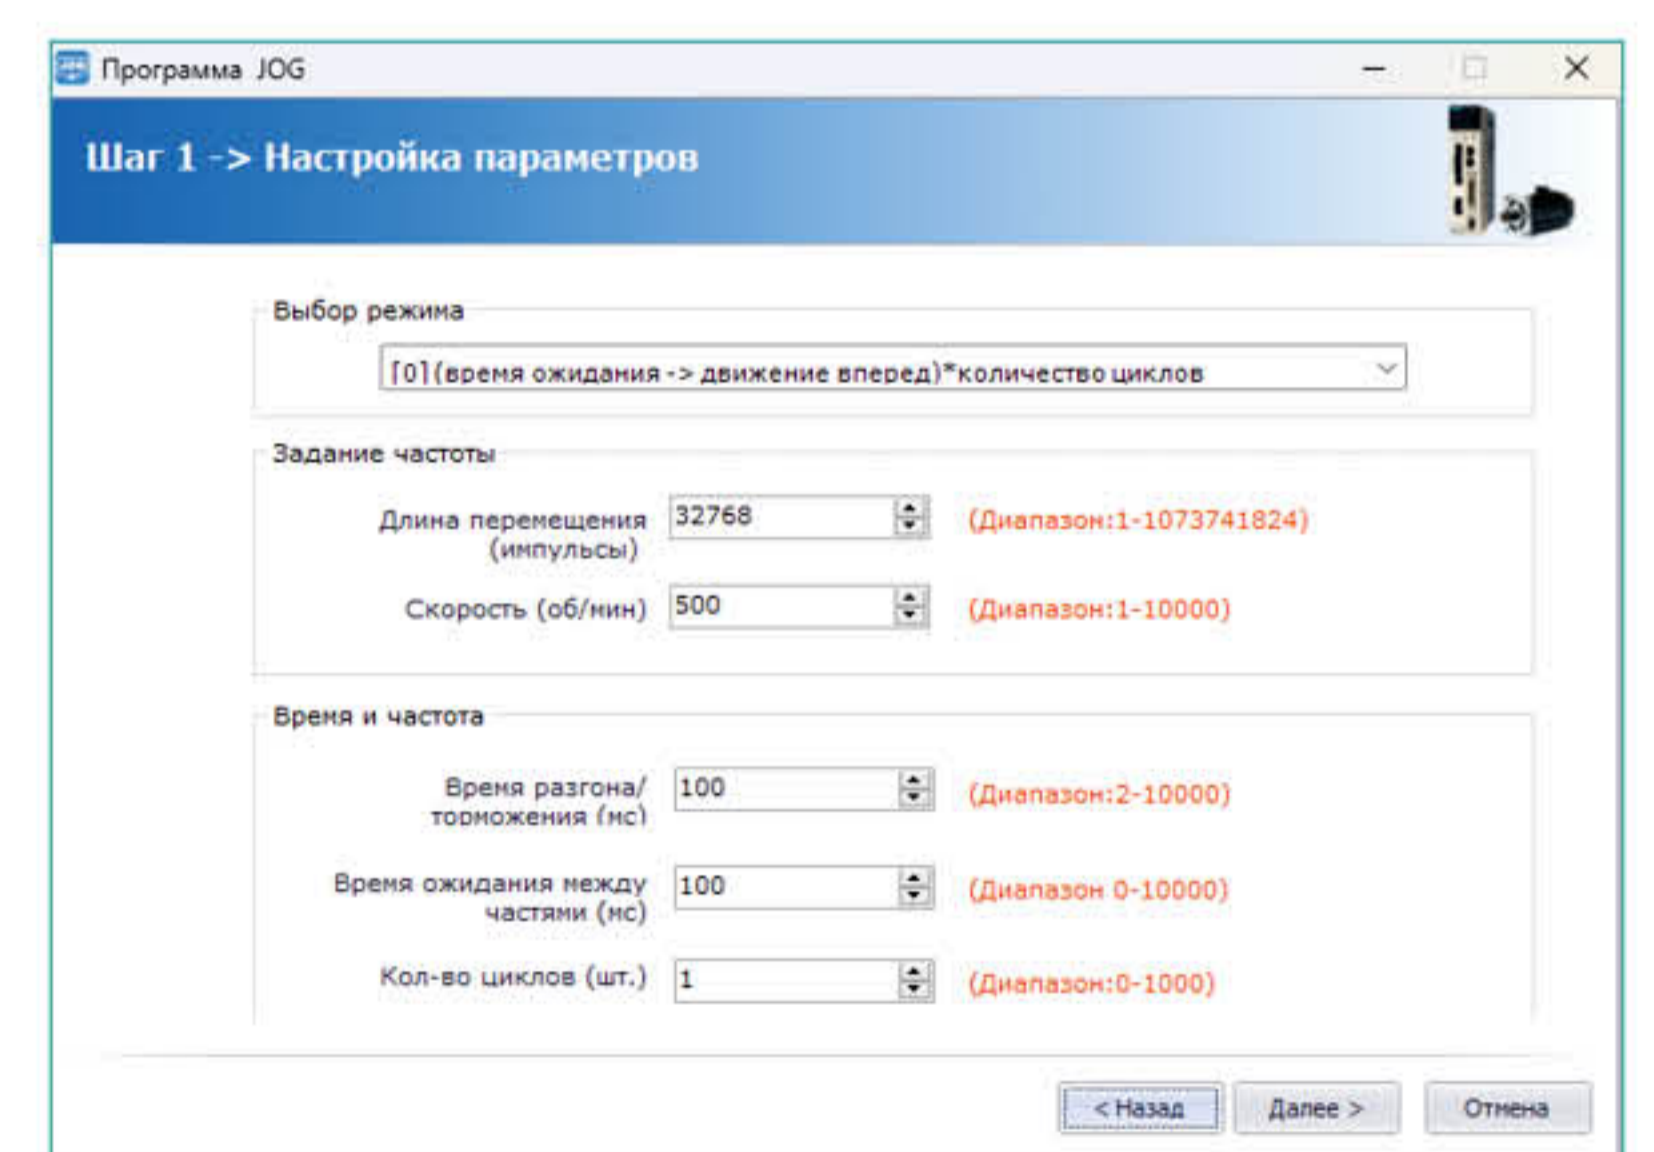 Программа JOG
Шаг 1 -> Настройка параметров
Выбор режима
[0](время ожидания -> движение вперед)*количество циклов
Задание частоты
Длина перемещения
(импульсы)
32768
(Диапазон:1-1073741824)
Скорость (об/мин)
500
(Диапазон:1-10000)
Время и частота
Время разгона/
торможения (мс)
100
(Диапазон:2-10000)
Время ожидания между
частями (мс)
100
(Диапазон 0-10000)
Кол-во циклов (шт.)
1
(Диапазон:0-1000)
< Назад
Далее >
Отмена